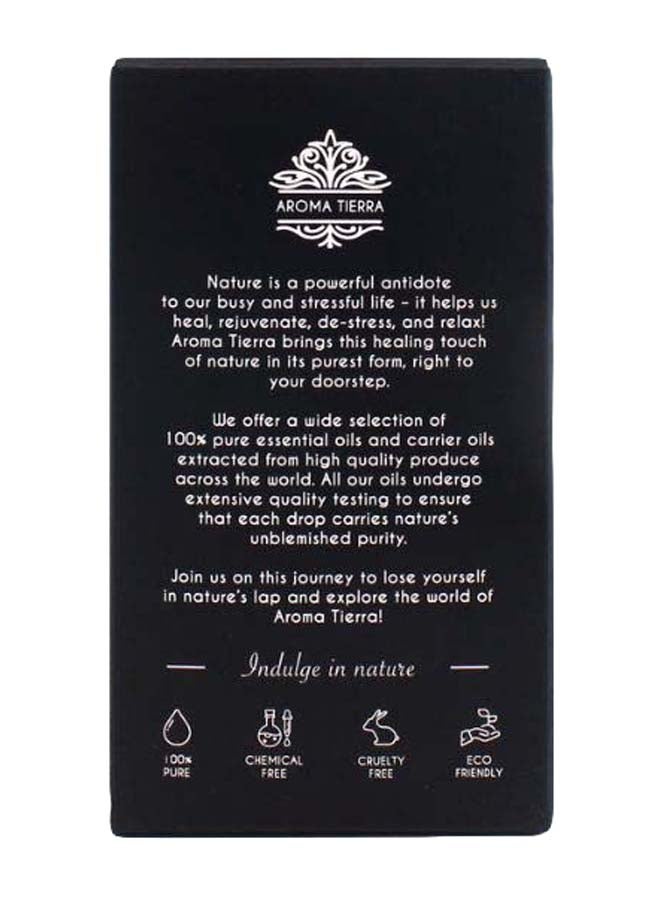 AROMA TIERRA
Nature is a powerful antidote
to our busy and stressful life – it helps us
heal, rejuvenate, de-stress, and relax!
Aroma Tierra brings this healing touch
of nature in its purest form, right to
your doorstep.
We offer a wide selection of
100% pure essential oils and carrier oils
extracted from high quality produce
across the world. All our oils undergo
extensive quality testing to ensure
that each drop carries nature's
unblemished purity.
Join us on this journey to lose yourself
in nature's lap and explore the world of
Aroma Tierra!
Indulge in nature
100%
PURE
CHEMICAL
FREE
CRUELTY
FREE
ECO
FRIENDLY